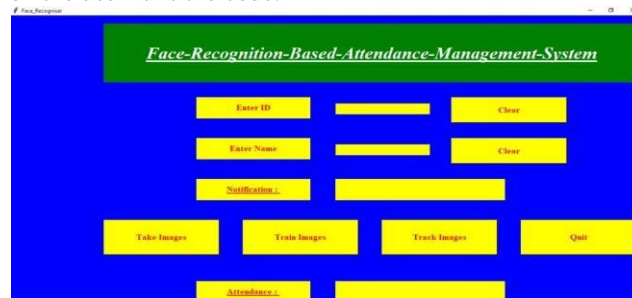 Face_Recogniser
Face-Recognition-Based-Attendance-Management-System
Enter ID
Clear
Enter Name
Clear
Notification :
Take Images
Train Images
Track Images
Quit
Attendance :